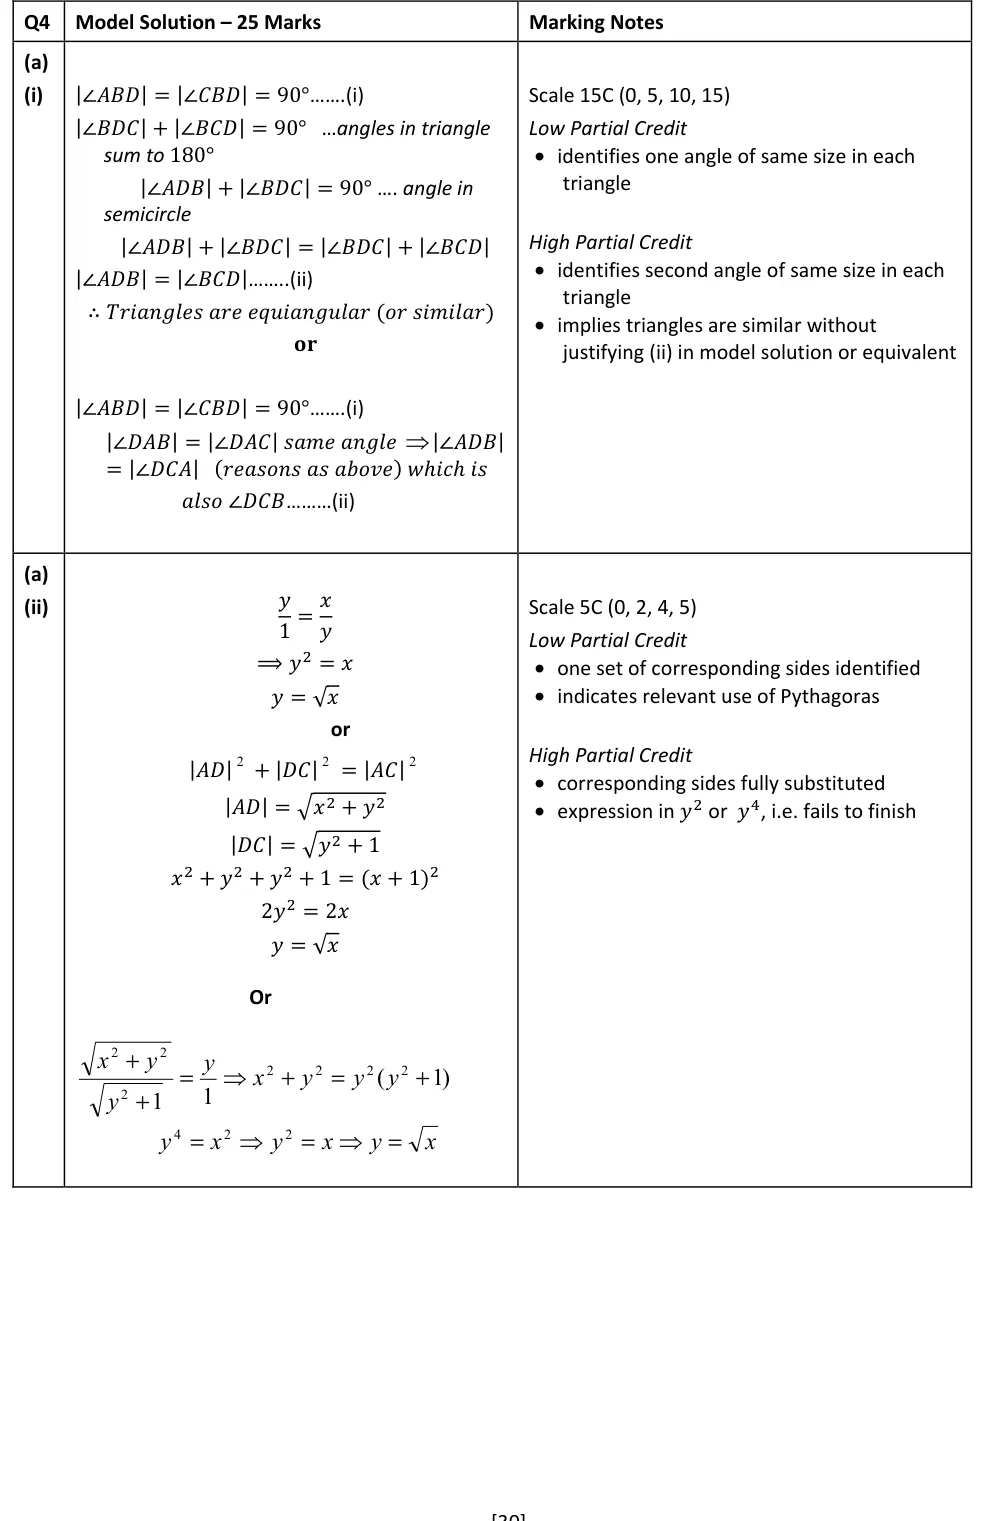 Q4 Model Solution – 25 Marks Marking Notes
(a)
(i) |∠ABD| = |∠CBD| = 90°…….(i)
|∠BDC| + |∠BCD| = 90° …angles in triangle
sum to 180°
|∠ADB| + |∠BDC| = 90° …. angle in
semicircle
|∠ADB| + |∠BDC| = |∠BDC| + |∠BCD|
|∠ADB| = |∠BCD|……..(ii)
∴ Triangles are equiangular (or similar)
or
|∠ABD| = |∠CBD| = 90°…….(i)
|∠DAB| = |∠DAC| same angle ⇒|∠ADB|
= |∠DCA| (reasons as above) which is
also ∠DCB………(ii)
Scale 15C (0, 5, 10, 15)
Low Partial Credit
• identifies one angle of same size in each
triangle
High Partial Credit
• identifies second angle of same size in each
triangle
• implies triangles are similar without
justifying (ii) in model solution or equivalent
(a)
(ii) y/1 = x/y
⟹ y² = x
y = √x
or
|AD|² + |DC|² = |AC|²
|AD| = √(x² + y²)
|DC| = √(y² + 1)
x² + y² + y² + 1 = (x + 1)²
2y² = 2x
y = √x
Or
√(x² + y²)/√(y² + 1) = y/1 ⇒ x² + y² = y²(y² + 1)
y⁴ = x² ⇒ y² = x ⇒ y = √x
Scale 5C (0, 2, 4, 5)
Low Partial Credit
• one set of corresponding sides identified
• indicates relevant use of Pythagoras
High Partial Credit
• corresponding sides fully substituted
• expression in y² or y⁴, i.e. fails to finish